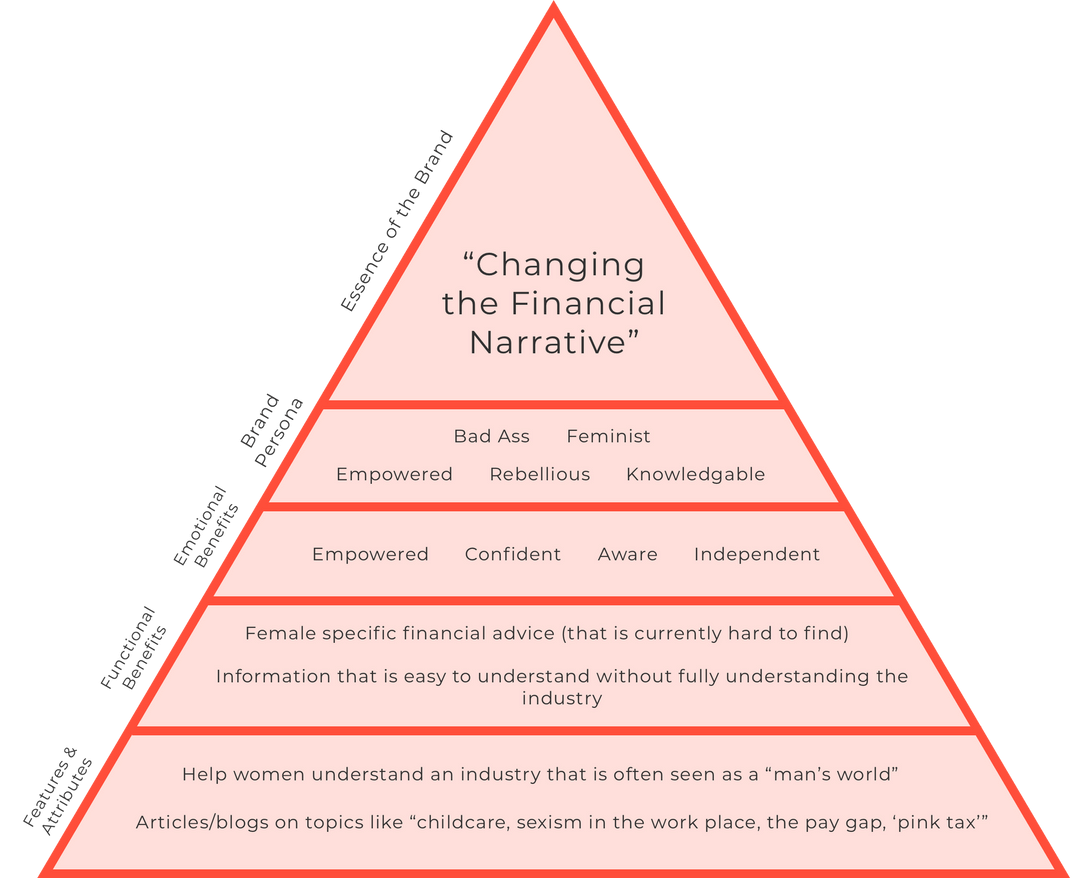 Essence of the Brand
“Changing
the Financial
Narrative”
Brand
Persona
Bad Ass Feminist
Empowered Rebellious Knowledgable
Emotional
Benefits
Empowered Confident Aware Independent
Functional
Benefits
Female specific financial advice (that is currently hard to find)
Information that is easy to understand without fully understanding the
industry
Features &
Attributes
Help women understand an industry that is often seen as a “man’s world”
Articles/blogs on topics like “childcare, sexism in the work place, the pay gap, ‘pink tax’”